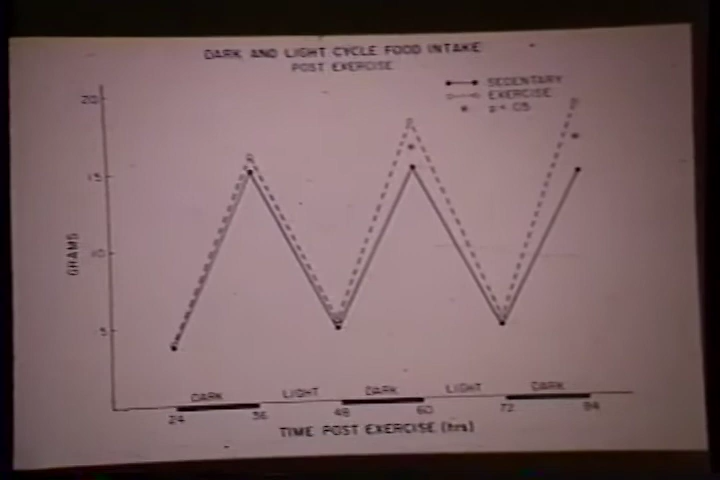 DARK AND LIGHT CYCLE FOOD INTAKE
POST EXERCISE
SEDENTARY
EXERCISE
p < .05
20
15
10
5
GRAMS
DARK LIGHT DARK LIGHT DARK
24 36 48 60 72 84
TIME POST EXERCISE (hrs)